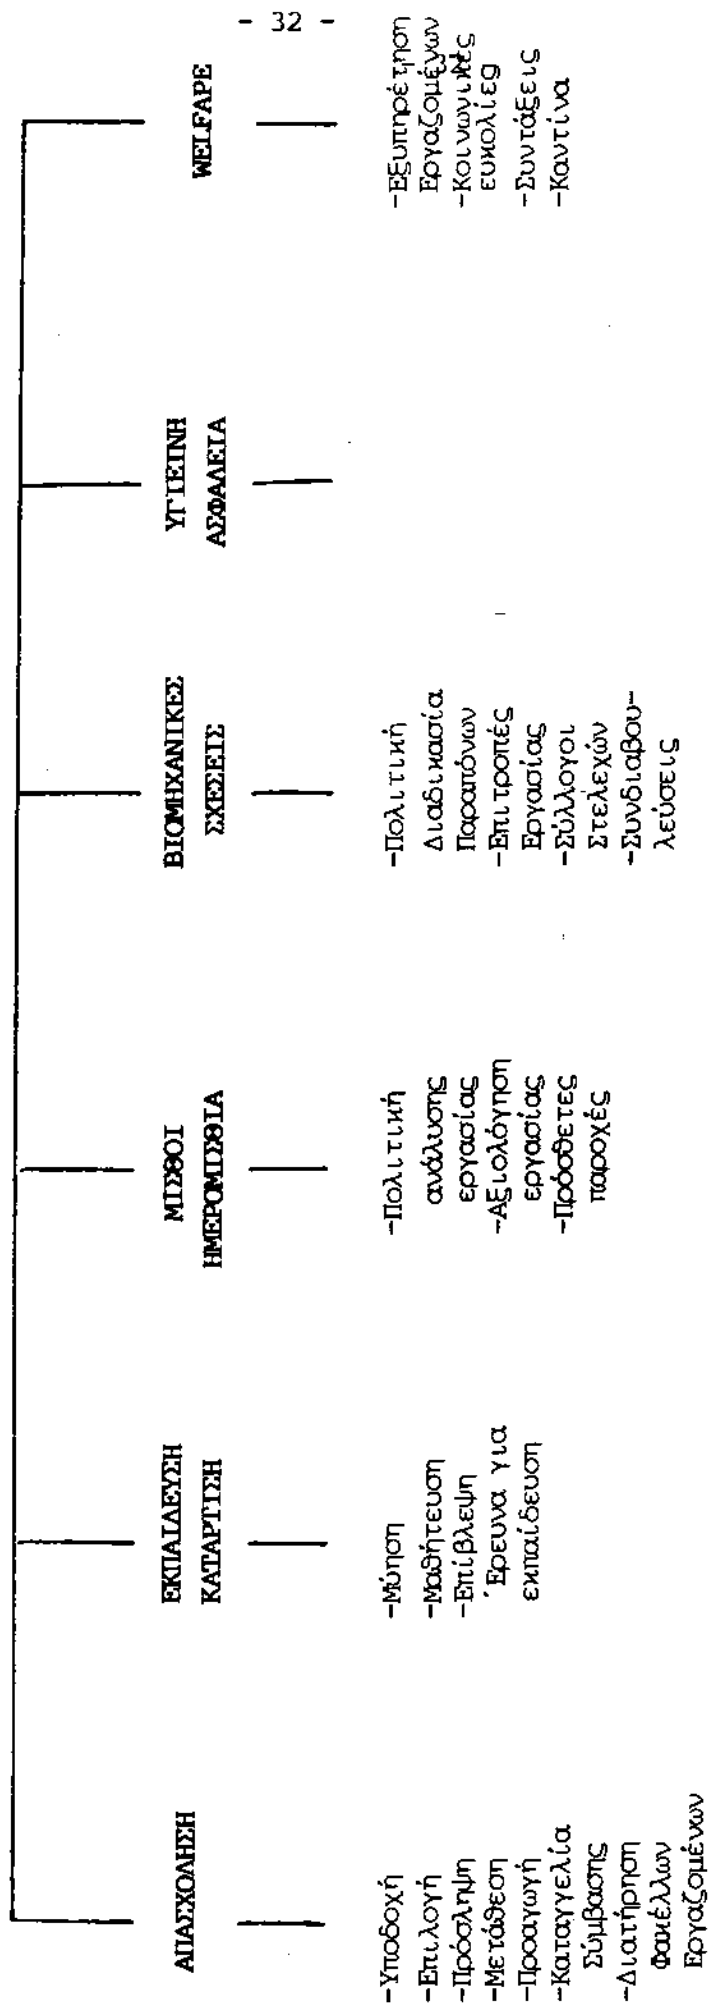 - 32 -
ΑΠΑΣΧΟΛΗΣΗ
-Υποδοχή
-Επιλογή
-Πρόσληψη
-Μετάθεση
-Προαγωγή
-Καταγγελία
Σύμβασης
-Διατήρηση
Φακέλλων
Εργαζομένων
ΕΚΠΑΙΔΕΥΣΗ
ΚΑΤΑΡΤΙΣΗ
-Μύηση
-Μαθήτευση
-Επίβλεψη
Έρευνα για
εκπαίδευση
ΜΙΣΘΟΙ
ΗΜΕΡΟΜΙΣΘΙΑ
-Πολιτική
ανάλυσης
εργασίας
-Αξιολόγηση
εργασίας
-Πρόσθετες
παροχές
ΒΙΟΜΗΧΑΝΙΚΕΣ
ΣΧΕΣΕΙΣ
-Πολιτική
Διαδικασία
Παραπόνων
-Επιτροπές
Εργασίας
-Σύλλογοι
Στελεχών
-Συνδιαβου-
λεύσεις
ΥΓΙΕΙΝΗ
ΑΣΦΑΛΕΙΑ
WELFAPE
-Εξυπηρέτηση
Εργαζομένων
-Κοινωνικές
ευκολίες
-Συντάξεις
-Καντίνα